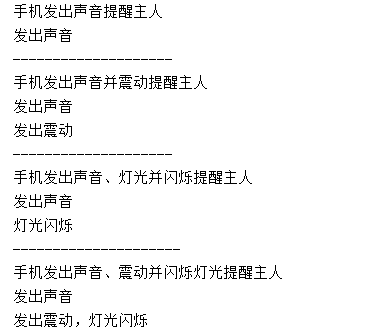 手机发出声音提醒主人
发出声音
--------------------
手机发出声音并震动提醒主人
发出声音
发出震动
--------------------
手机发出声音、灯光并闪烁提醒主人
发出声音
灯光闪烁
---------------------
手机发出声音、震动并闪烁灯光提醒主人
发出声音
发出震动，灯光闪烁